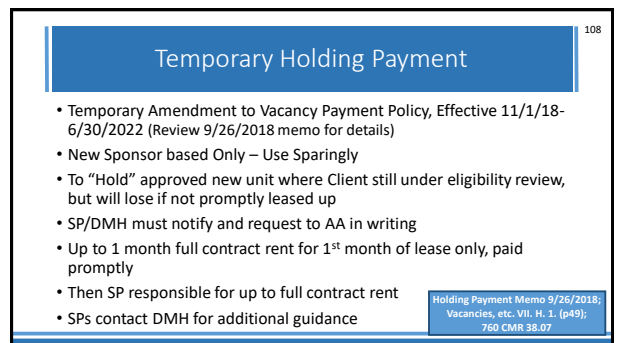 108
Temporary Holding Payment
• Temporary Amendment to Vacancy Payment Policy, Effective 11/1/18-
6/30/2022 (Review 9/26/2018 memo for details)
• New Sponsor based Only – Use Sparingly
• To “Hold” approved new unit where Client still under eligibility review,
but will lose if not promptly leased up
• SP/DMH must notify and request to AA in writing
• Up to 1 month full contract rent for 1st month of lease only, paid
promptly
• Then SP responsible for up to full contract rent
• SPs contact DMH for additional guidance
Holding Payment Memo 9/26/2018;
Vacancies, etc. VII. H. 1. (p49);
760 CMR 38.07